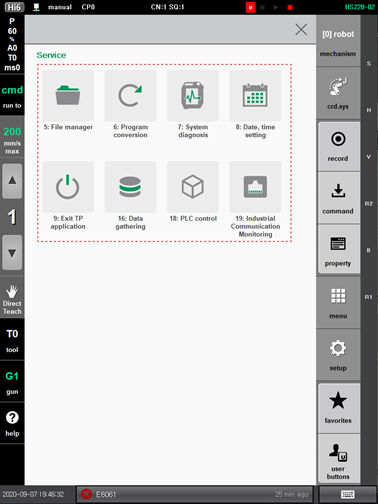 Hi6 manual CP0 CN:1 SQ:1 HS220-02
P
60
%
A0
T0
ms0
cmd
run to
200
mm/s
max
1
Direct
Teach
T0
tool
G1
gun
help
Service
5: File manager
6: Program
conversion
7: System
diagnosis
8: Date, time
setting
9: Exit TP
application
16: Data
gathering
18: PLC control
19: Industrial
Communication
Monitoring
[0] robot
mechanism
crd.sys
record
command
property
menu
setup
favorites
U
user
buttons
S
H
V
R2
B
R1
2020-09-07 19:46:32 E6061 25 min ago